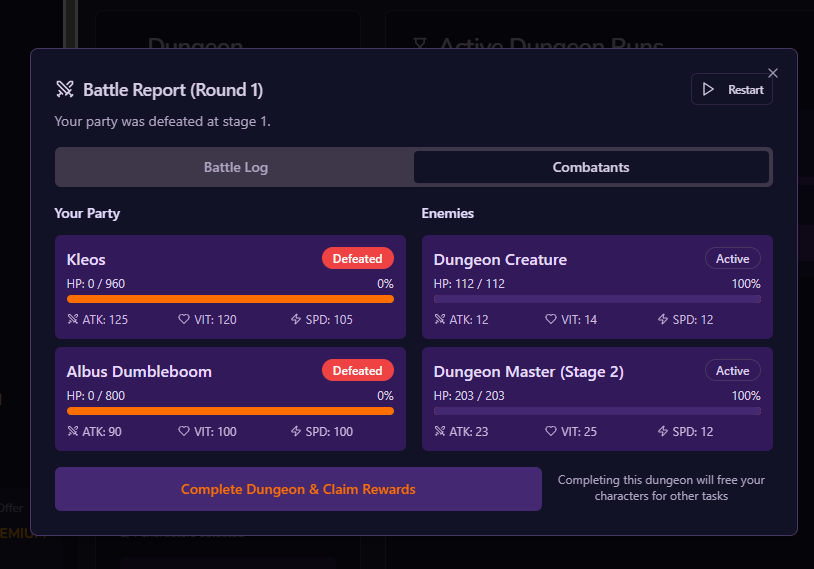 Dungeon
Active Dungeon Runs
Battle Report (Round 1)
Restart
Your party was defeated at stage 1.
Battle Log
Combatants
Your Party
Enemies
Kleos
Defeated
HP: 0 / 960
0%
ATK: 125
VIT: 120
SPD: 105
Dungeon Creature
Active
HP: 112 / 112
100%
ATK: 12
VIT: 14
SPD: 12
Albus Dumbleboom
Defeated
HP: 0 / 800
0%
ATK: 90
VIT: 100
SPD: 100
Dungeon Master (Stage 2)
Active
HP: 203 / 203
100%
ATK: 23
VIT: 25
SPD: 12
Complete Dungeon & Claim Rewards
Completing this dungeon will free your
characters for other tasks
Offer
EMIUM